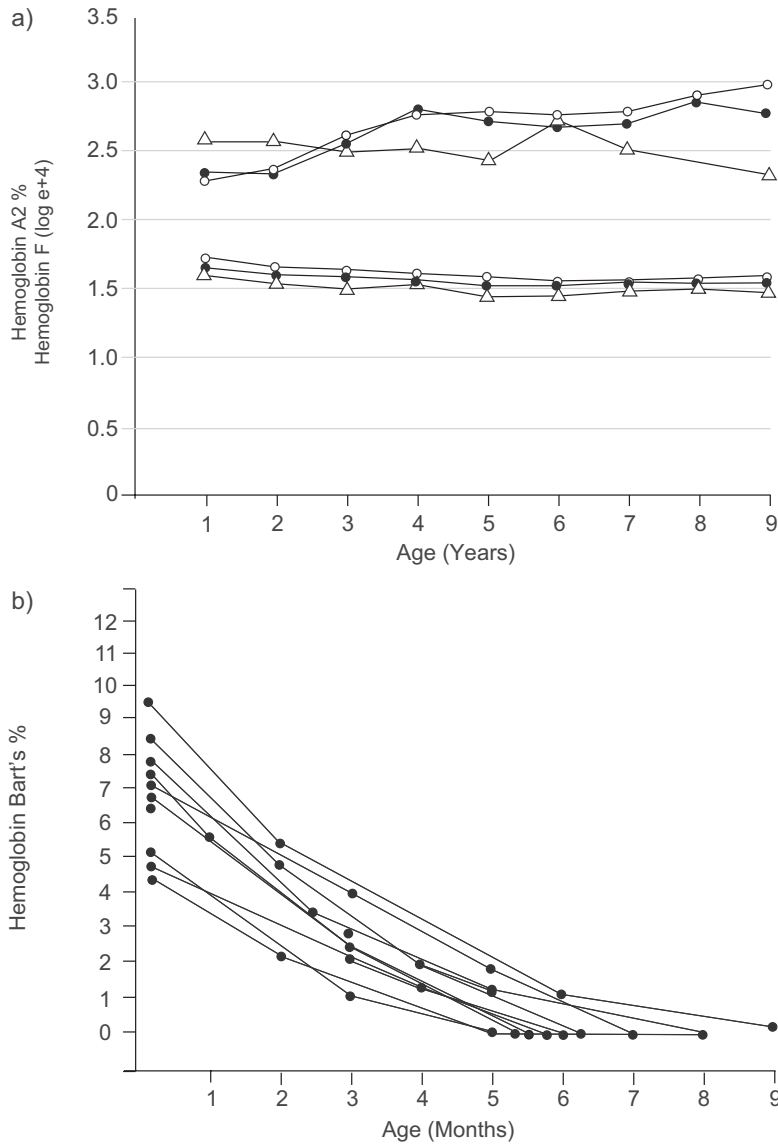 a)
3.5
3.0
2.5
2.0
1.5
1.0
0.5
0
Hemoglobin A2 %
Hemoglobin F (log e+4)
1 2 3 4 5 6 7 8 9
Age (Years)
b)
12
11
10
9
8
7
6
5
4
3
2
1
0
Hemoglobin Bart's %
1 2 3 4 5 6 7 8 9
Age (Months)